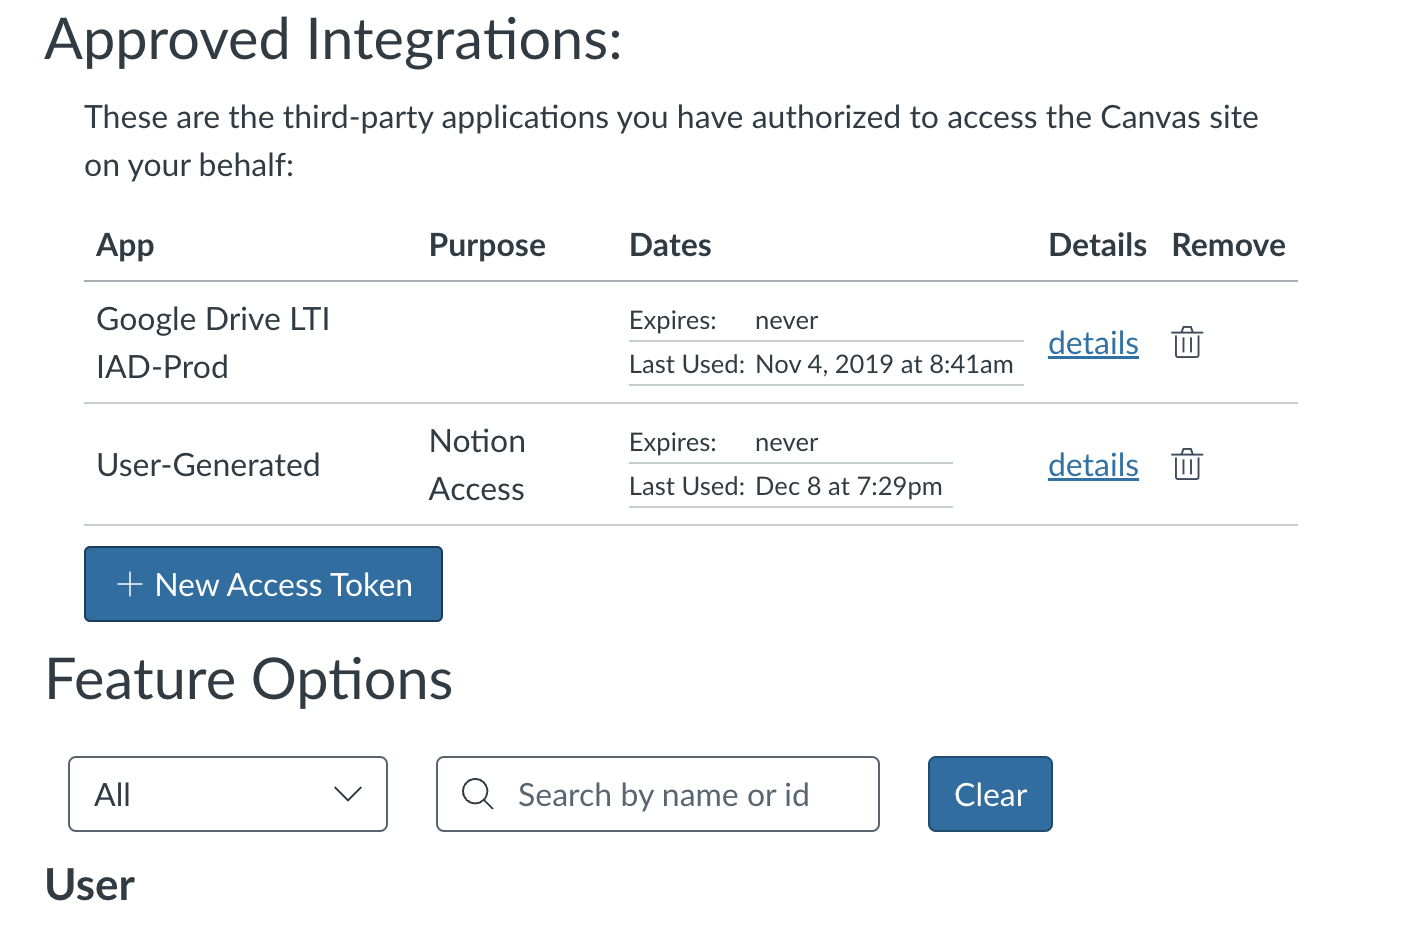 Approved Integrations:
These are the third-party applications you have authorized to access the Canvas site
on your behalf:
App Purpose Dates Details Remove
Google Drive LTI
IAD-Prod
Expires: never
Last Used: Nov 4, 2019 at 8:41am
details
User-Generated
Notion
Access
Expires: never
Last Used: Dec 8 at 7:29pm
details
+ New Access Token
Feature Options
All
Search by name or id
Clear
User